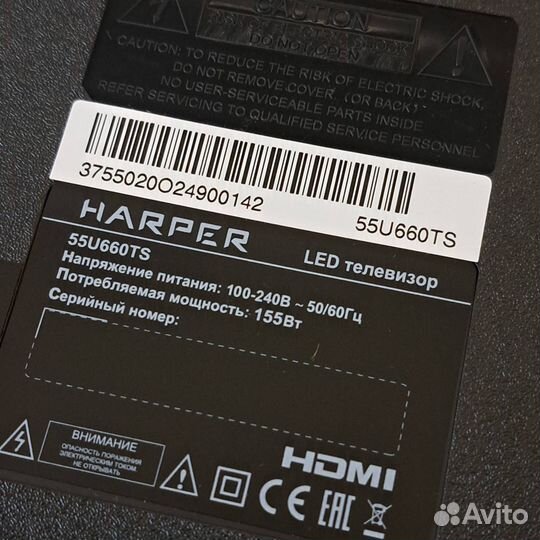 CAUTION
RISK OF ELECTRIC SHOCK
DO NOT OPEN
CAUTION: TO REDUCE THE RISK OF ELECTRIC SHOCK,
DO NOT REMOVE COVER. (OR BACK)
NO USER-SERVICEABLE PARTS INSIDE
REFER SERVICING TO QUALIFIED SERVICE PERSONNEL
3755020O24900142
55U660TS
HARPER
55U660TS
LED телевизор
Напряжение питания: 100-240В ~ 50/60Гц
Потребляемая мощность: 155Вт
Серийный номер:
ВНИМАНИЕ
ОПАСНОСТЬ ПОРАЖЕНИЯ
ЭЛЕКТРИЧЕСКИМ ТОКОМ.
НЕ ОТКРЫВАТЬ
CE EAC
HDMI
Avito